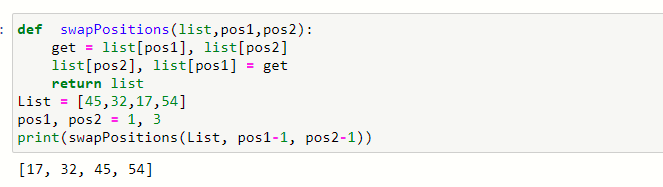 : def  swapPositions(list,pos1,pos2):
    get = list[pos1], list[pos2]
    list[pos2], list[pos1] = get
    return list
List = [45,32,17,54]
pos1, pos2 = 1, 3
print(swapPositions(List, pos1-1, pos2-1))
[17, 32, 45, 54]